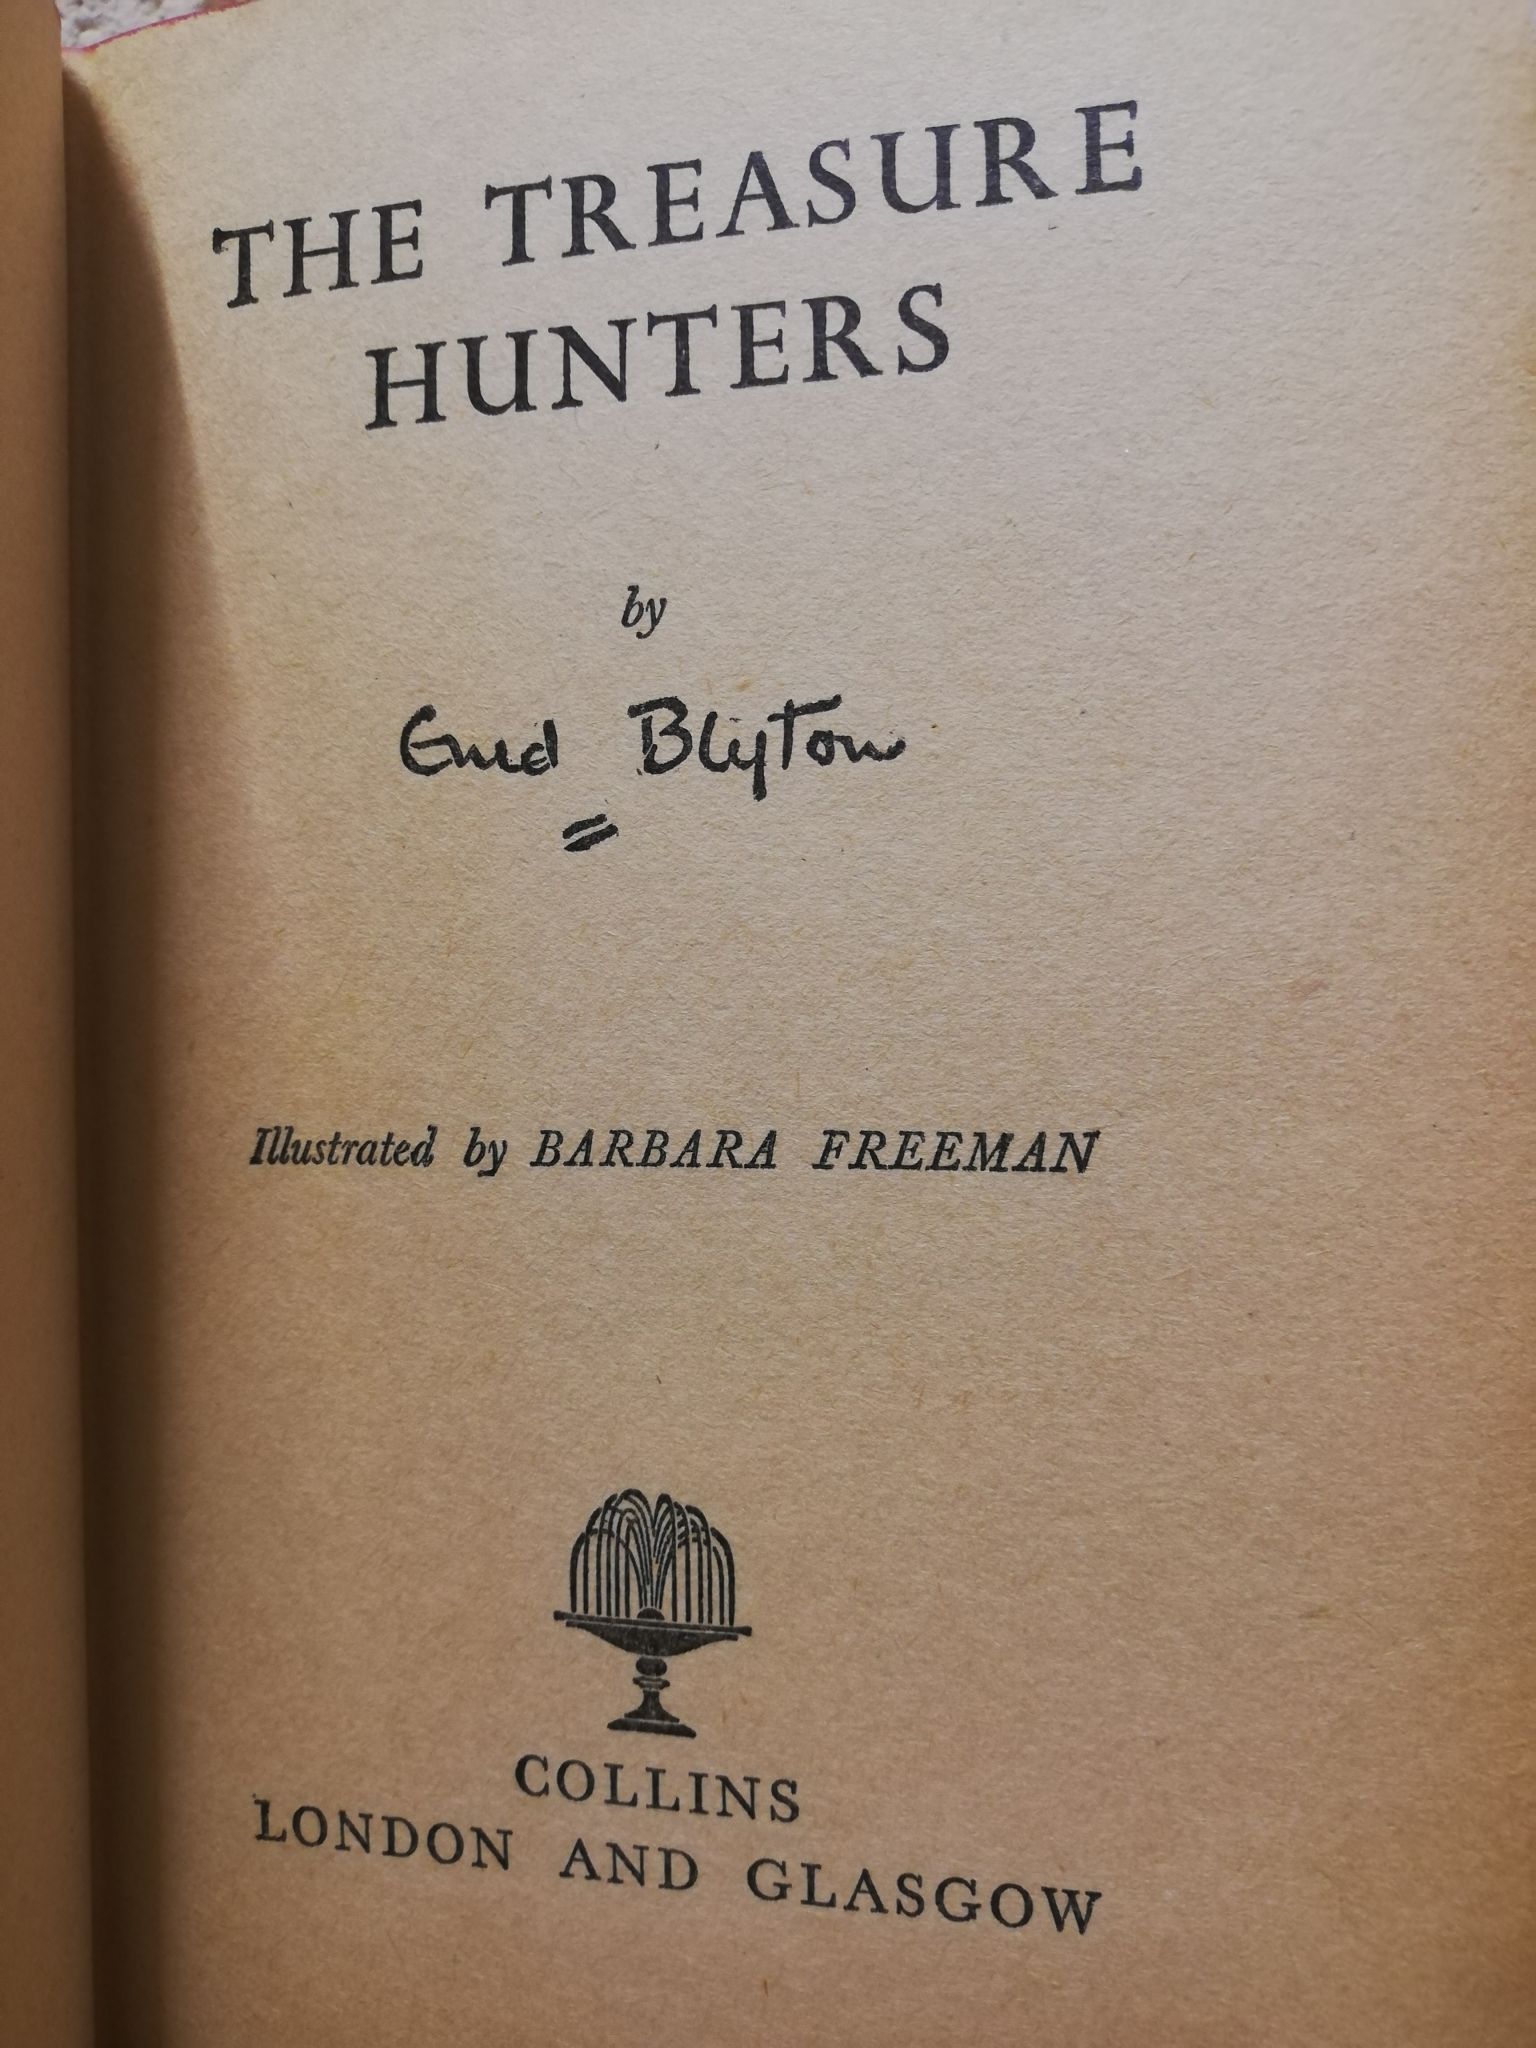 THE TREASURE
HUNTERS
by
Enid Blyton
Illustrated by BARBARA FREEMAN
COLLINS
LONDON AND GLASGOW